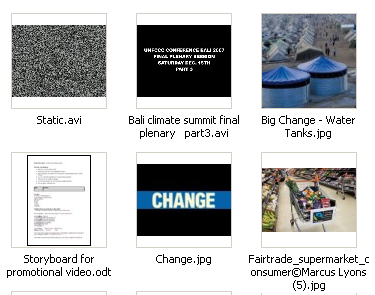 UNFCCC CONFERENCE BALI 2007
FINAL PLENARY SESSION
SATURDAY DEC. 15TH
PART 3
Static.avi
Bali climate summit final
plenary part3.avi
Big Change - Water
Tanks.jpg
CHANGE
Storyboard for
promotional video.odt
Change.jpg
Fairtrade_supermarket_c
onsumer©Marcus Lyons
(5).jpg